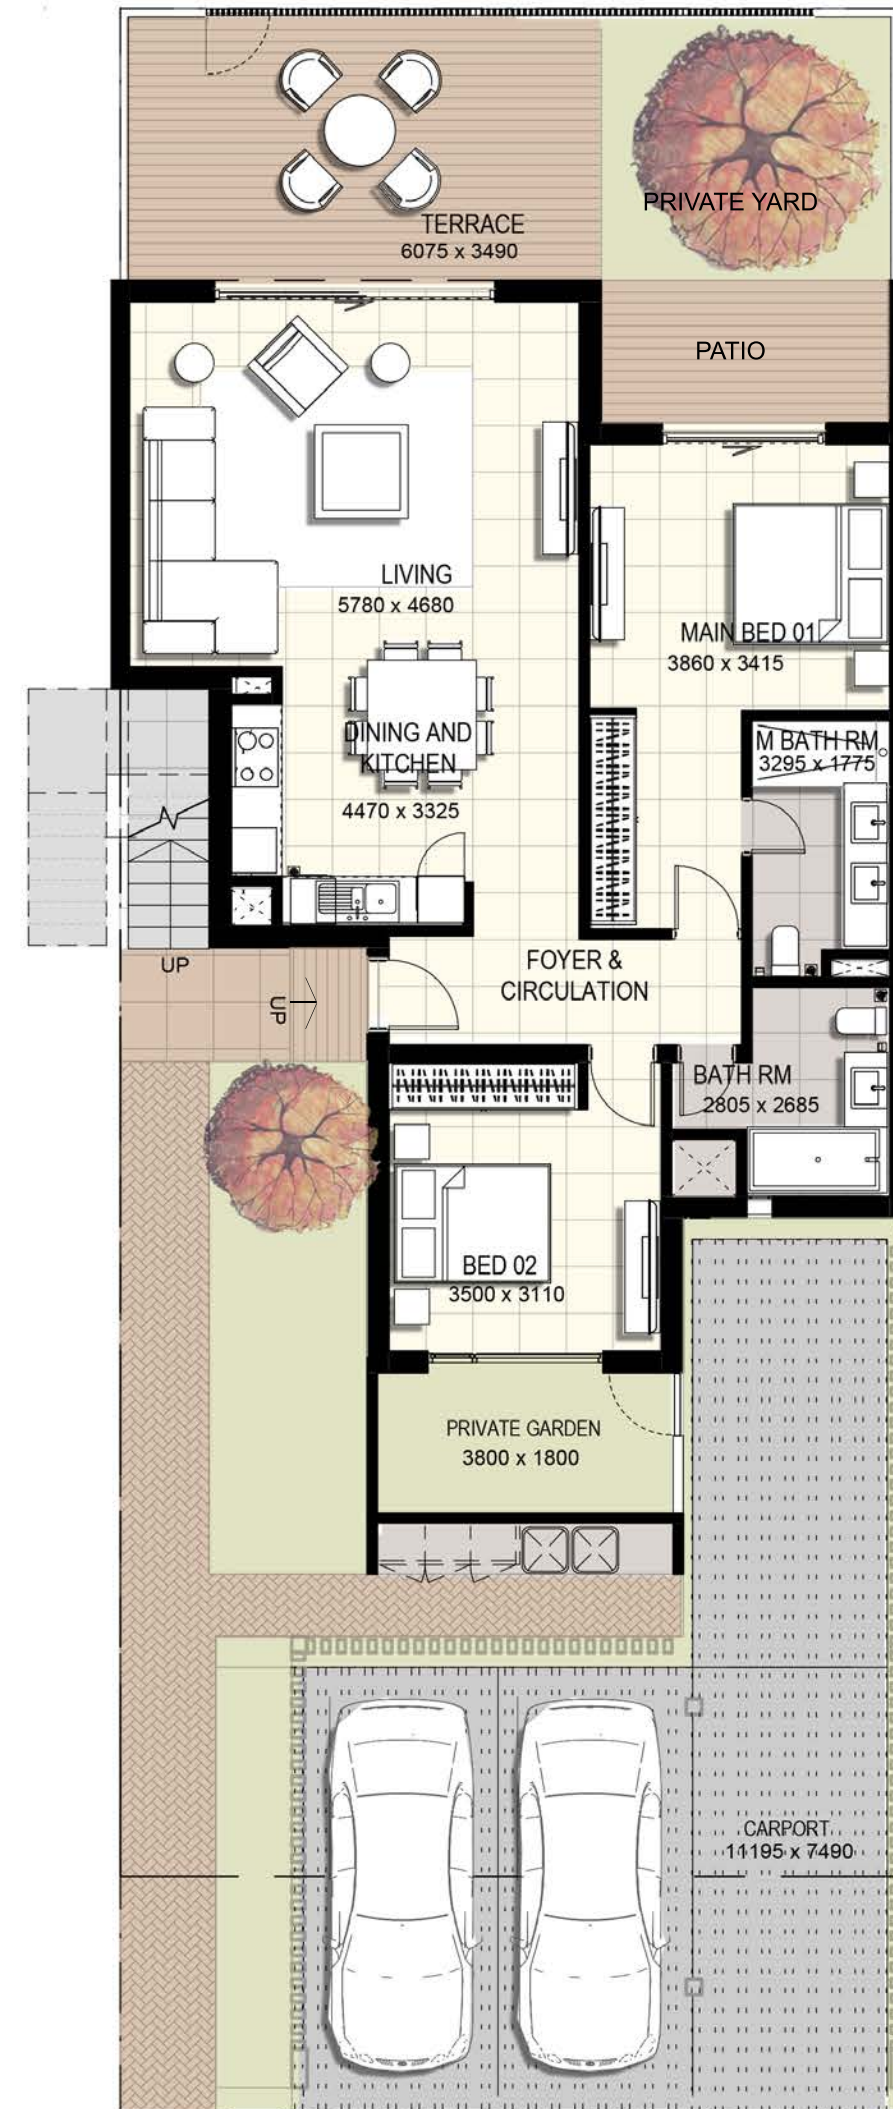 PRIVATE YARD
TERRACE
6075 x 3490
PATIO
LIVING
5780 x 4680
MAIN BED 01
3860 x 3415
DINING AND
KITCHEN
4470 x 3325
M BATH RM
3295 x 1775
UP
UP
FOYER &
CIRCULATION
BATH RM
2805 x 2685
BED 02
3500 x 3110
PRIVATE GARDEN
3800 x 1800
CARPORT
11195 x 7490